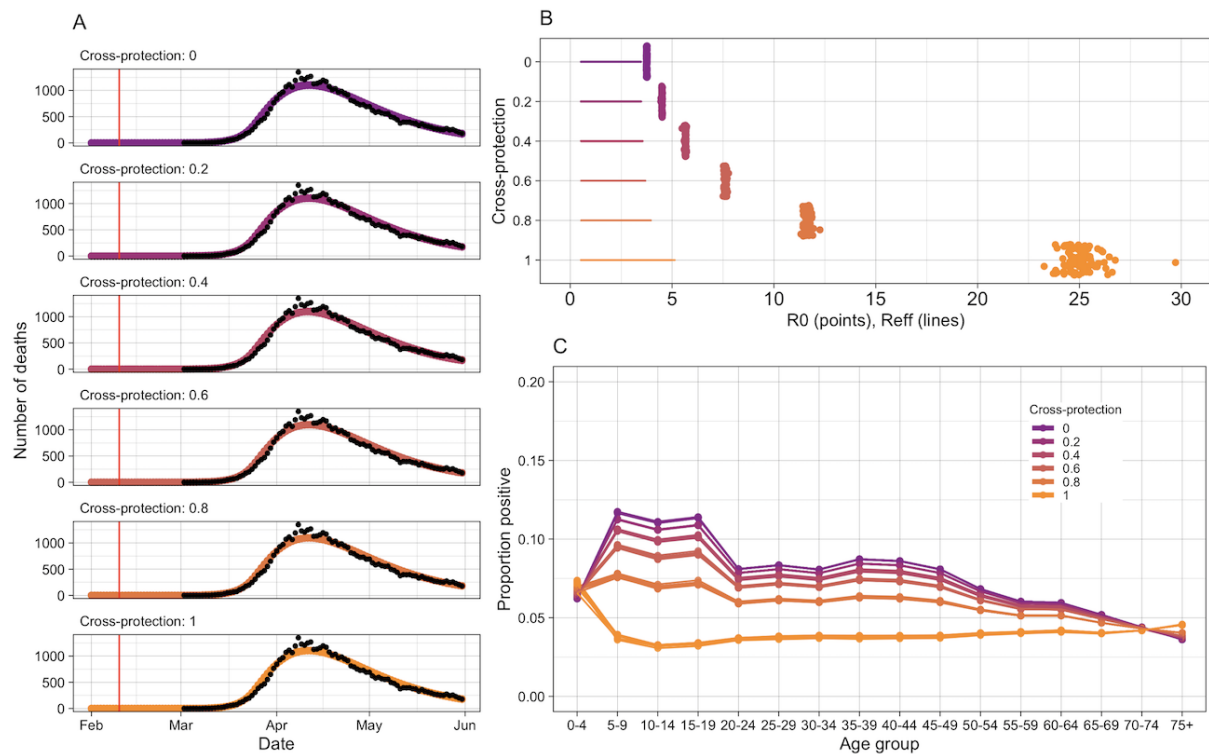 A
Cross-protection: 0
1000
500
0
Cross-protection: 0.2
1000
500
0
Cross-protection: 0.4
1000
500
0
Cross-protection: 0.6
1000
500
0
Cross-protection: 0.8
1000
500
0
Cross-protection: 1
1000
500
0
Feb Mar Apr May Jun
Date
Number of deaths
B
Cross-protection
0
0.2
0.4
0.6
0.8
1
0 5 10 15 20 25 30
R0 (points), Reff (lines)
C
Proportion positive
0.20
0.15
0.10
0.05
0.00
Cross-protection
0
0.2
0.4
0.6
0.8
1
0-4 5-9 10-14 15-19 20-24 25-29 30-34 35-39 40-44 45-49 50-54 55-59 60-64 65-69 70-74 75+
Age group